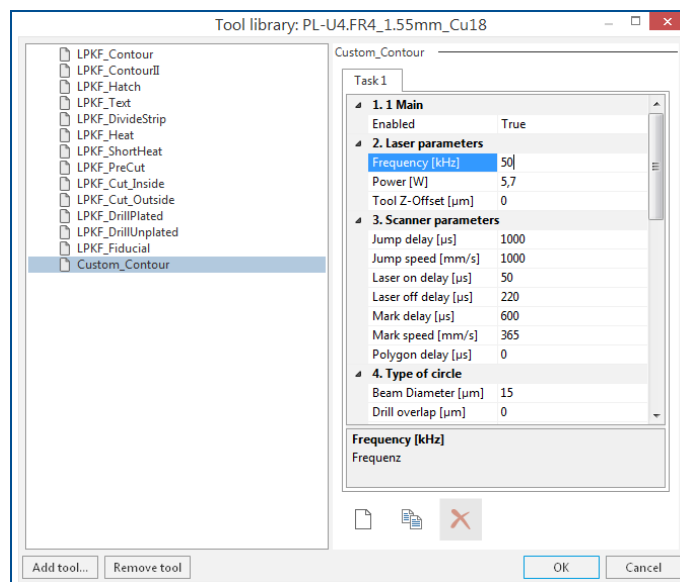 Tool library: PL-U4.FR4_1.55mm_Cu18
LPKF_Contour
LPKF_ContourII
LPKF_Hatch
LPKF_Text
LPKF_DivideStrip
LPKF_Heat
LPKF_ShortHeat
LPKF_PreCut
LPKF_Cut_Inside
LPKF_Cut_Outside
LPKF_DrillPlated
LPKF_DrillUnplated
LPKF_Fiducial
Custom_Contour
Custom_Contour
Task 1
1. 1 Main
Enabled True
2. Laser parameters
Frequency [kHz] 50
Power [W] 5,7
Tool Z-Offset [µm] 0
3. Scanner parameters
Jump delay [µs] 1000
Jump speed [mm/s] 1000
Laser on delay [µs] 50
Laser off delay [µs] 220
Mark delay [µs] 600
Mark speed [mm/s] 365
Polygon delay [µs] 0
4. Type of circle
Beam Diameter [µm] 15
Drill overlap [µm] 0
Frequency [kHz]
Frequenz
Add tool... Remove tool OK Cancel